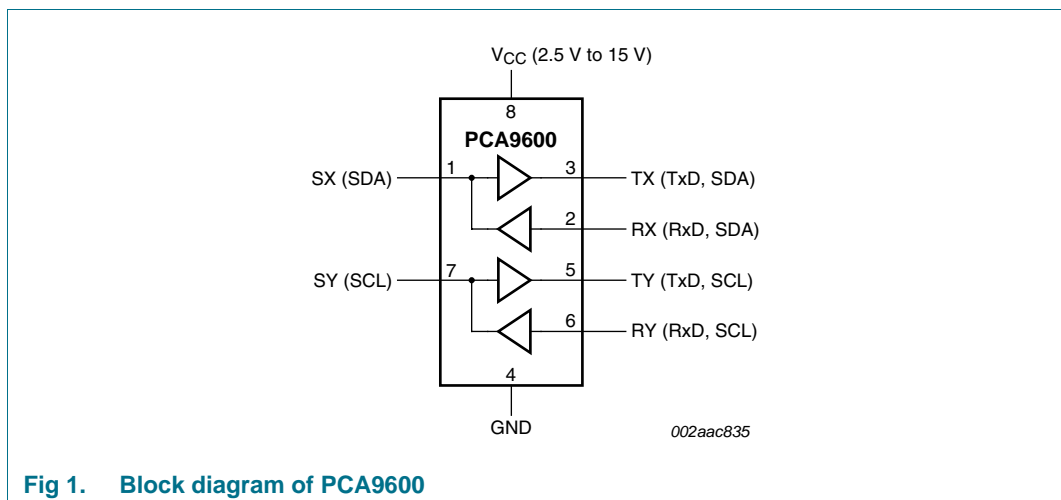 VCC (2.5 V to 15 V)
8
PCA9600
SX (SDA)
1
3
TX (TxD, SDA)
2
RX (RxD, SDA)
SY (SCL)
7
5
TY (TxD, SCL)
6
RY (RxD, SCL)
4
GND
002aac835
Fig 1. Block diagram of PCA9600